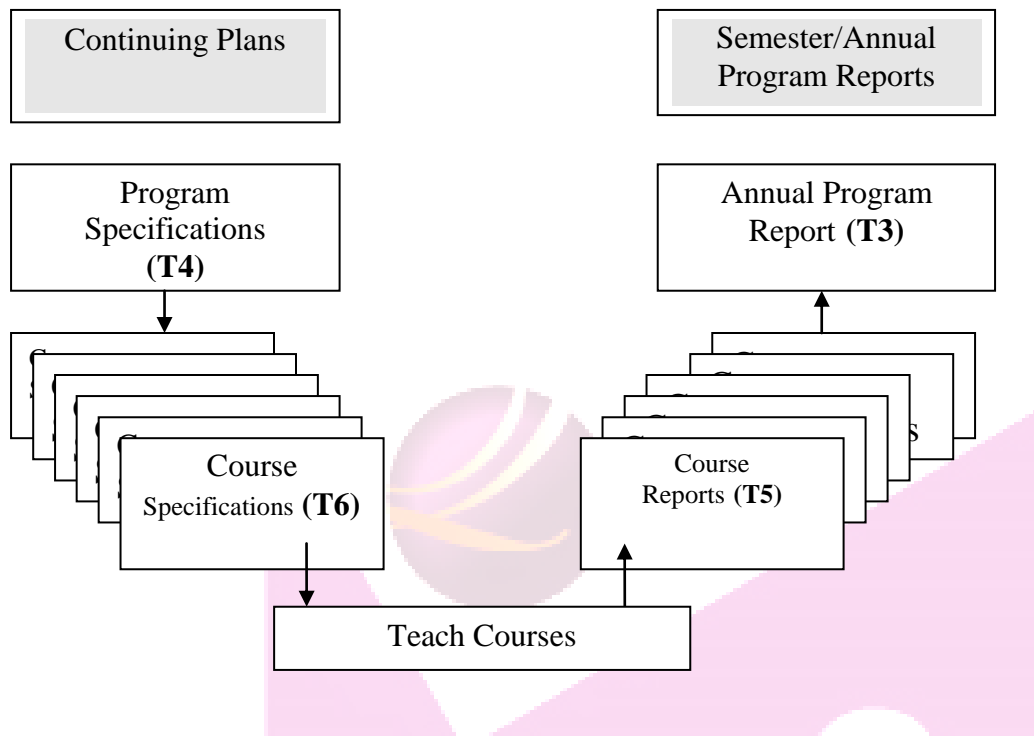 Continuing Plans
Semester/Annual
Program Reports
Program
Specifications
(T4)
Annual Program
Report (T3)
Course
Specifications (T6)
Course
Reports (T5)
Teach Courses